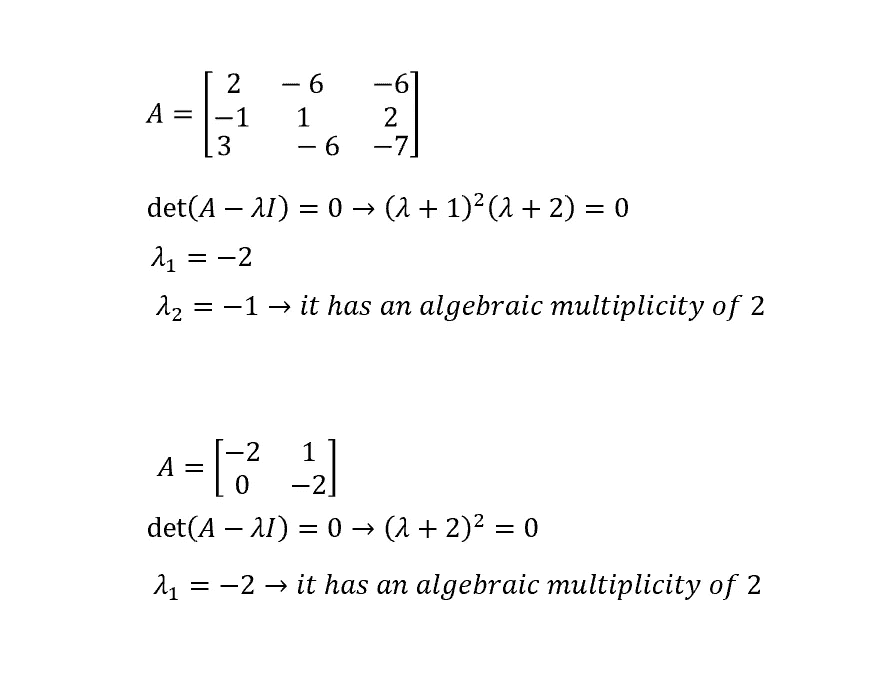 A = [ 2 − 6 −6
−1 1 2
3 − 6 −7 ]
det(A − λI) = 0 → (λ + 1)²(λ + 2) = 0
λ₁ = −2
λ₂ = −1 → it has an algebraic multiplicity of 2
A = [ −2 1
0 −2 ]
det(A − λI) = 0 → (λ + 2)² = 0
λ₁ = −2 → it has an algebraic multiplicity of 2